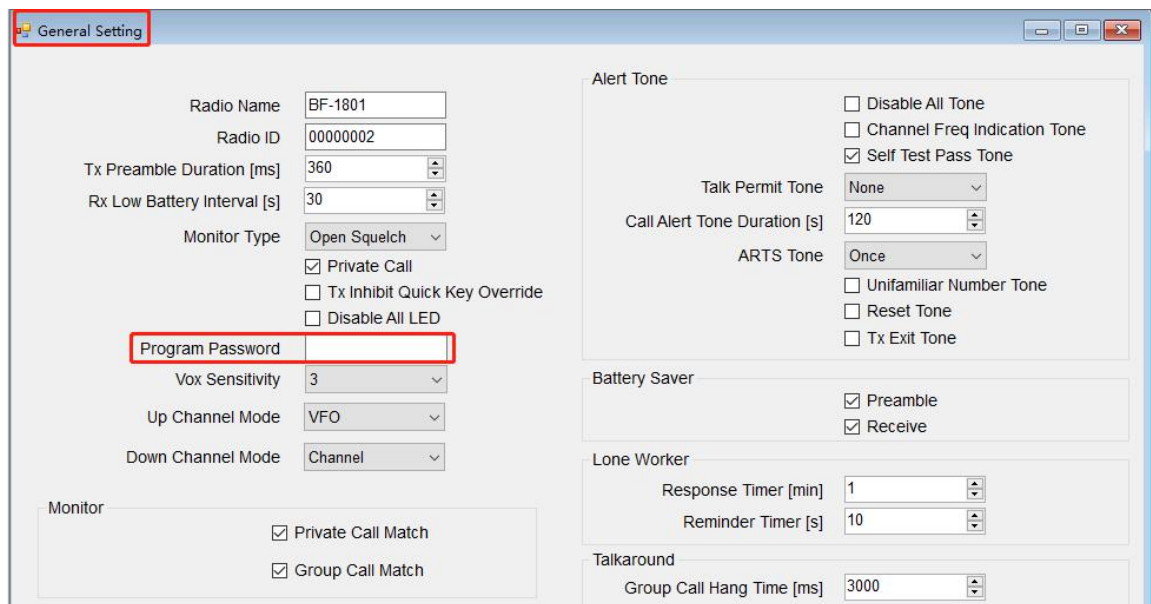 General Setting
Radio Name BF-1801
Radio ID 00000002
Tx Preamble Duration [ms] 360
Rx Low Battery Interval [s] 30
Monitor Type Open Squelch
Private Call
Tx Inhibit Quick Key Override
Disable All LED
Program Password
Vox Sensitivity 3
Up Channel Mode VFO
Down Channel Mode Channel
Monitor
Private Call Match
Group Call Match
Alert Tone
Disable All Tone
Channel Freq Indication Tone
Self Test Pass Tone
Talk Permit Tone None
Call Alert Tone Duration [s] 120
ARTS Tone Once
Unifamiliar Number Tone
Reset Tone
Tx Exit Tone
Battery Saver
Preamble
Receive
Lone Worker
Response Timer [min] 1
Reminder Timer [s] 10
Talkaround
Group Call Hang Time [ms] 3000